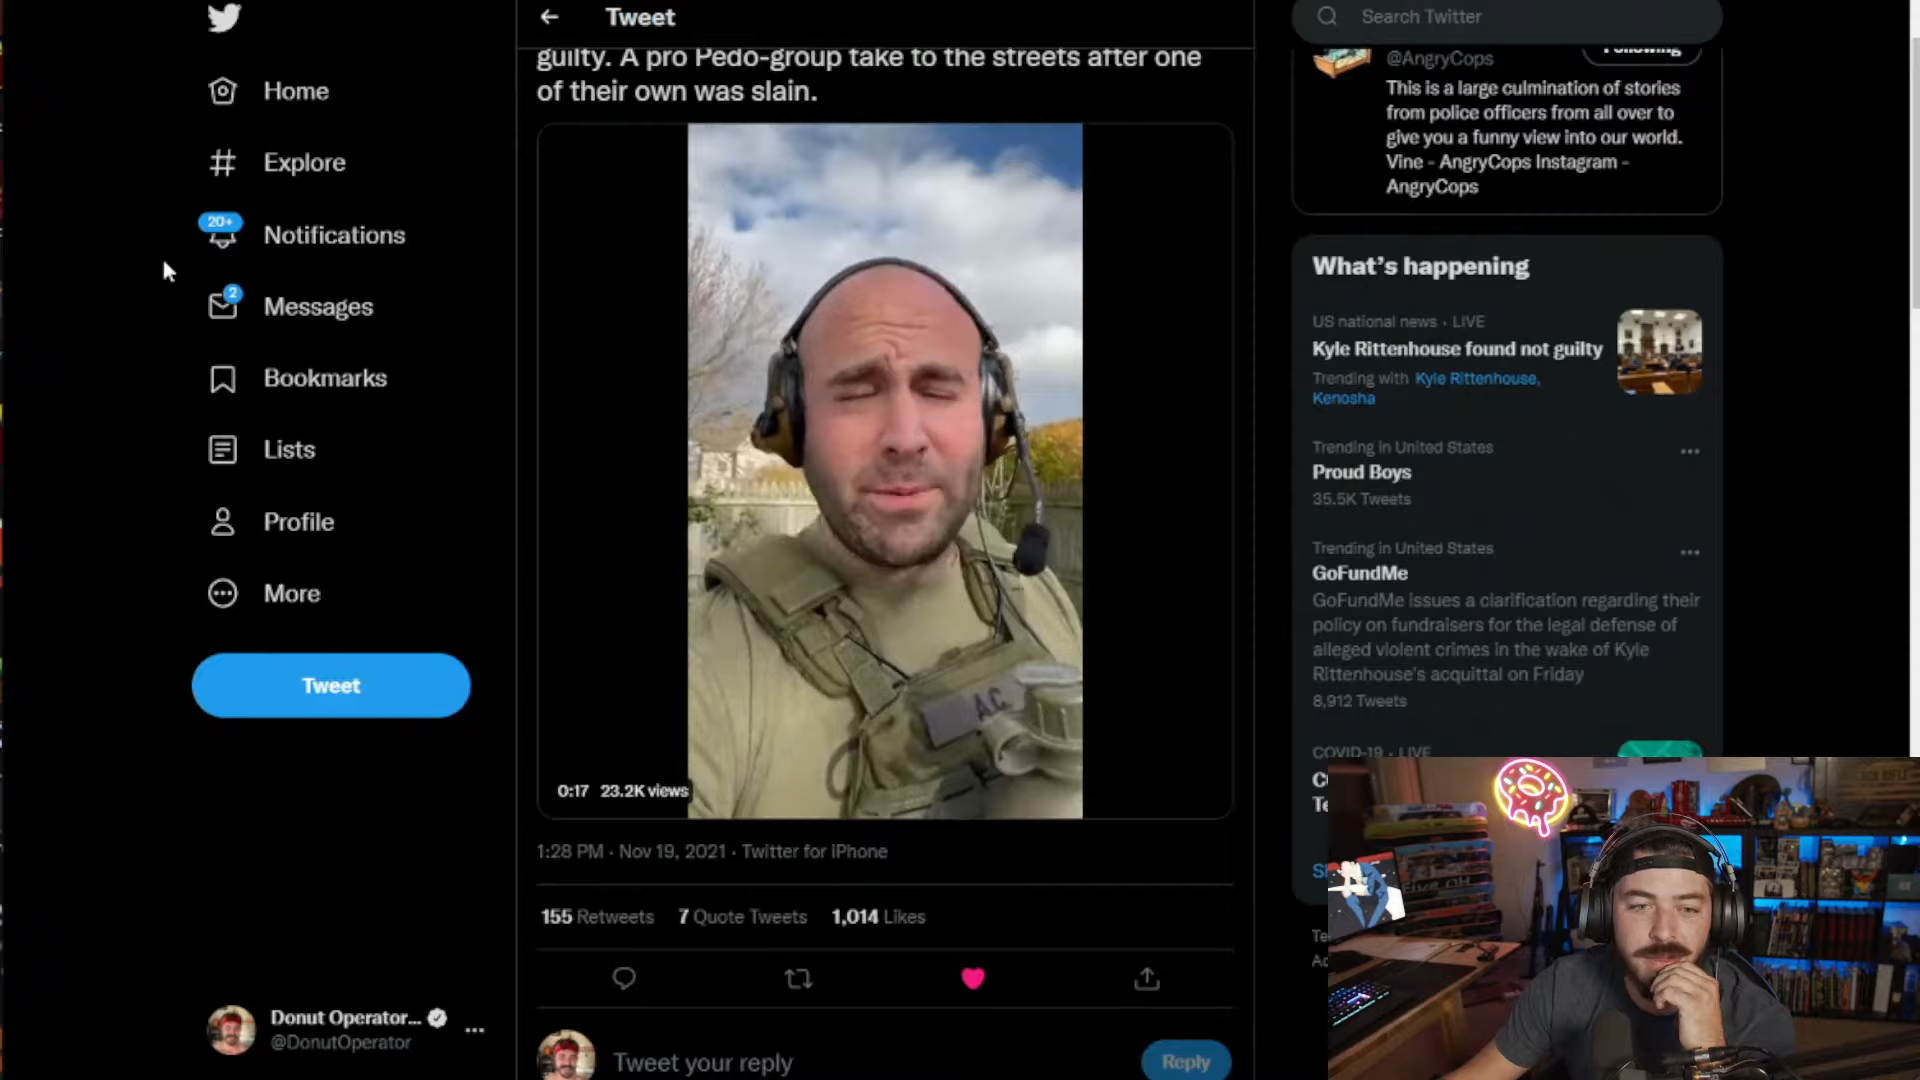 Home
Explore
20+
Notifications
2
Messages
Bookmarks
Lists
Profile
More
Tweet
Donut Operator...
@DonutOperator
Tweet
guilty. A pro Pedo-group take to the streets after one
of their own was slain.
A.C.
0:17 23.2K views
1:28 PM · Nov 19, 2021 · Twitter for iPhone
155 Retweets 7 Quote Tweets 1,014 Likes
Tweet your reply
Reply
Search Twitter
@AngryCops
Following
This is a large culmination of stories
from police officers from all over to
give you a funny view into our world.
Vine - AngryCops Instagram -
AngryCops
What's happening
US national news · LIVE
Kyle Rittenhouse found not guilty
Trending with Kyle Rittenhouse,
Kenosha
Trending in United States
Proud Boys
35.5K Tweets
Trending in United States
GoFundMe
GoFundMe issues a clarification regarding their
policy on fundraisers for the legal defense of
alleged violent crimes in the wake of Kyle
Rittenhouse's acquittal on Friday
8,912 Tweets
COVID-19 · LIVE